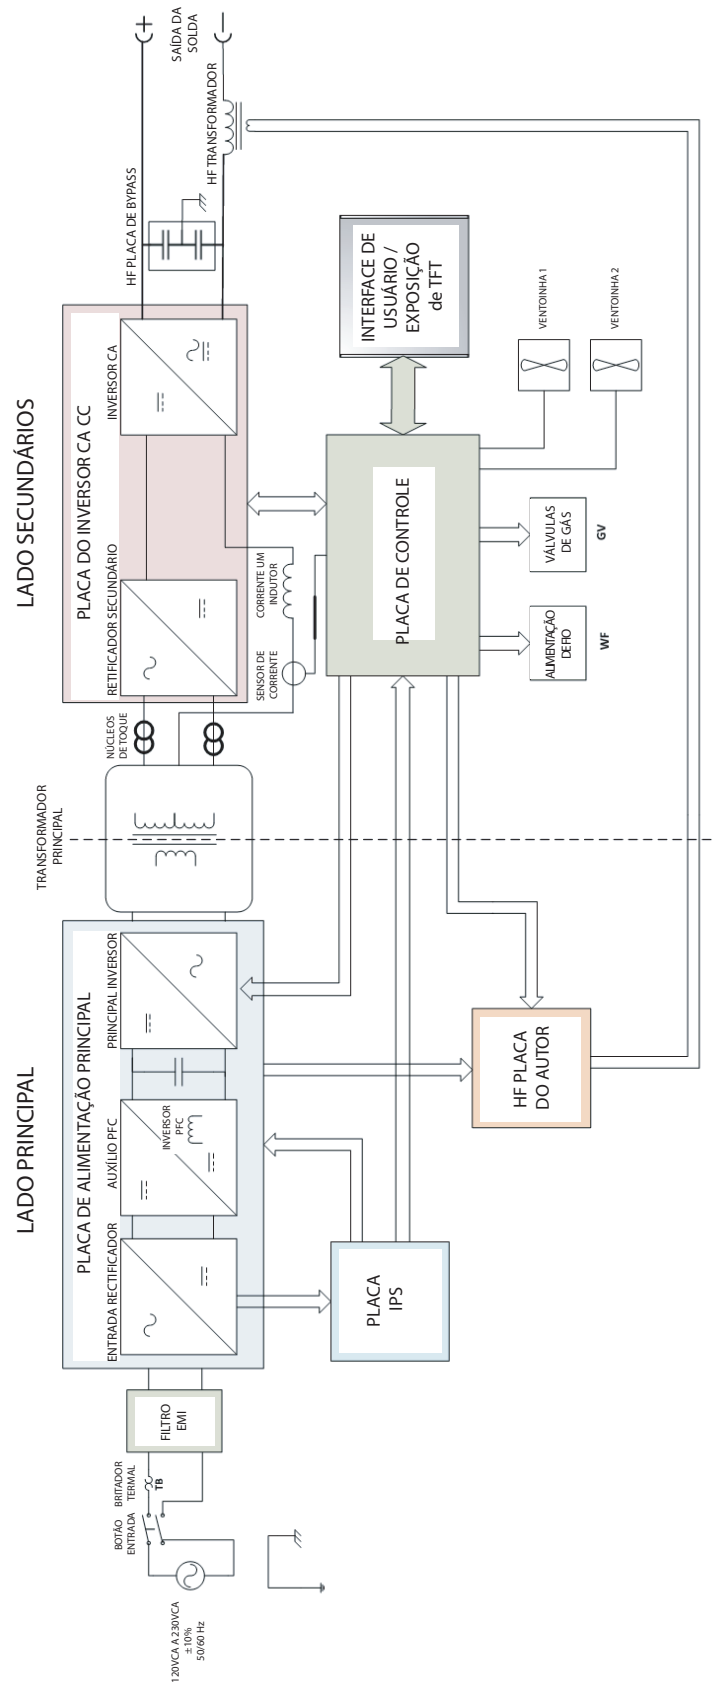 LADO PRINCIPAL
LADO SECUNDÁRIOS
TRANSFORMADOR
PRINCIPAL
120VCA A 230VCA
±10%
50/60 Hz
BOTÃO
ENTRADA
BRITADOR
TERMAL
TB
FILTRO
EMI
PLACA DE ALIMENTAÇÃO PRINCIPAL
ENTRADA RECTIFICADOR
AUXÍLIO PFC
INVERSOR
PFC
PRINCIPAL INVERSOR
NÚCLEOS
DE TOQUE
PLACA DO INVERSOR CA CC
RETIFICADOR SECUNDÁRIO
INVERSOR CA
SENSOR DE
CORRENTE
CORRENTE UM
INDUTOR
HF PLACA DE BYPASS
HF TRANSFORMADOR
SAÍDA DA
SOLDA
PLACA
IPS
PLACA DE CONTROLE
INTERFACE DE
USUÁRIO /
EXPOSIÇÃO
de TFT
HF PLACA
DO AUTOR
ALIMENTAÇÃO
DE FIO
WF
VÁLVULAS
DE GÁS
GV
VENTOINHA 1
VENTOINHA 2